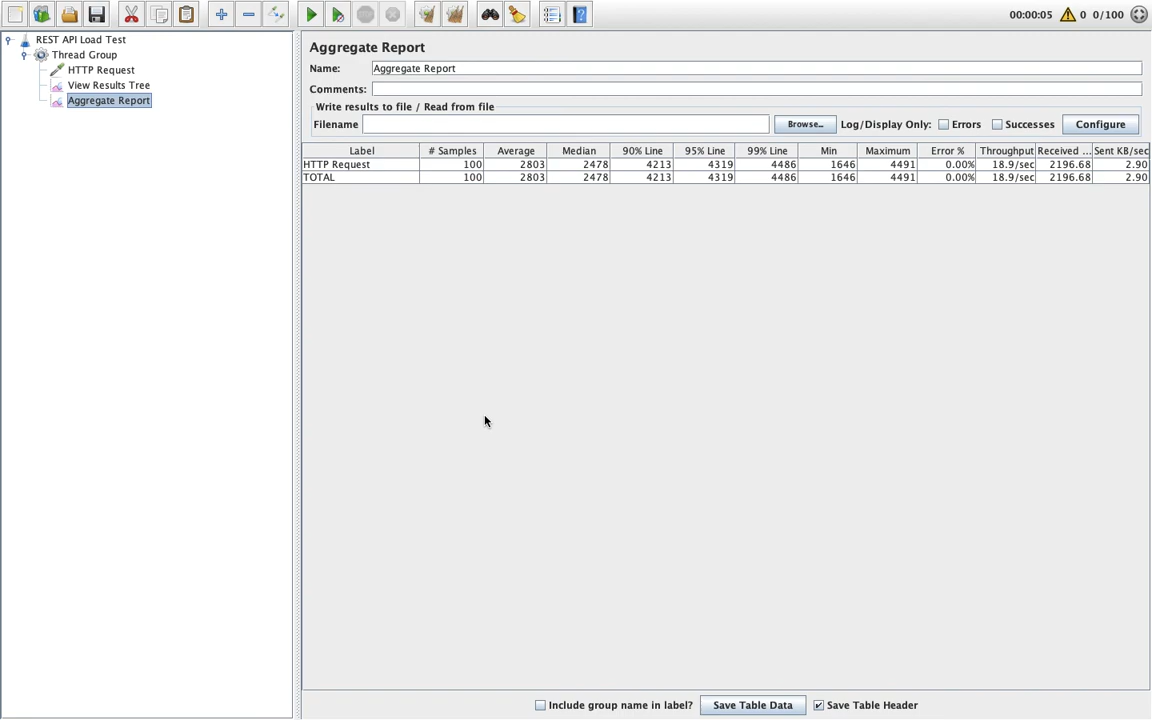 00:00:05 0 0/100
REST API Load Test
Thread Group
HTTP Request
View Results Tree
Aggregate Report
Aggregate Report
Name: Aggregate Report
Comments:
Write results to file / Read from file
Filename Browse... Log/Display Only: Errors Successes Configure
Label # Samples Average Median 90% Line 95% Line 99% Line Min Maximum Error % Throughput Received ... Sent KB/sec
HTTP Request 100 2803 2478 4213 4319 4486 1646 4491 0.00% 18.9/sec 2196.68 2.90
TOTAL 100 2803 2478 4213 4319 4486 1646 4491 0.00% 18.9/sec 2196.68 2.90
Include group name in label? Save Table Data Save Table Header